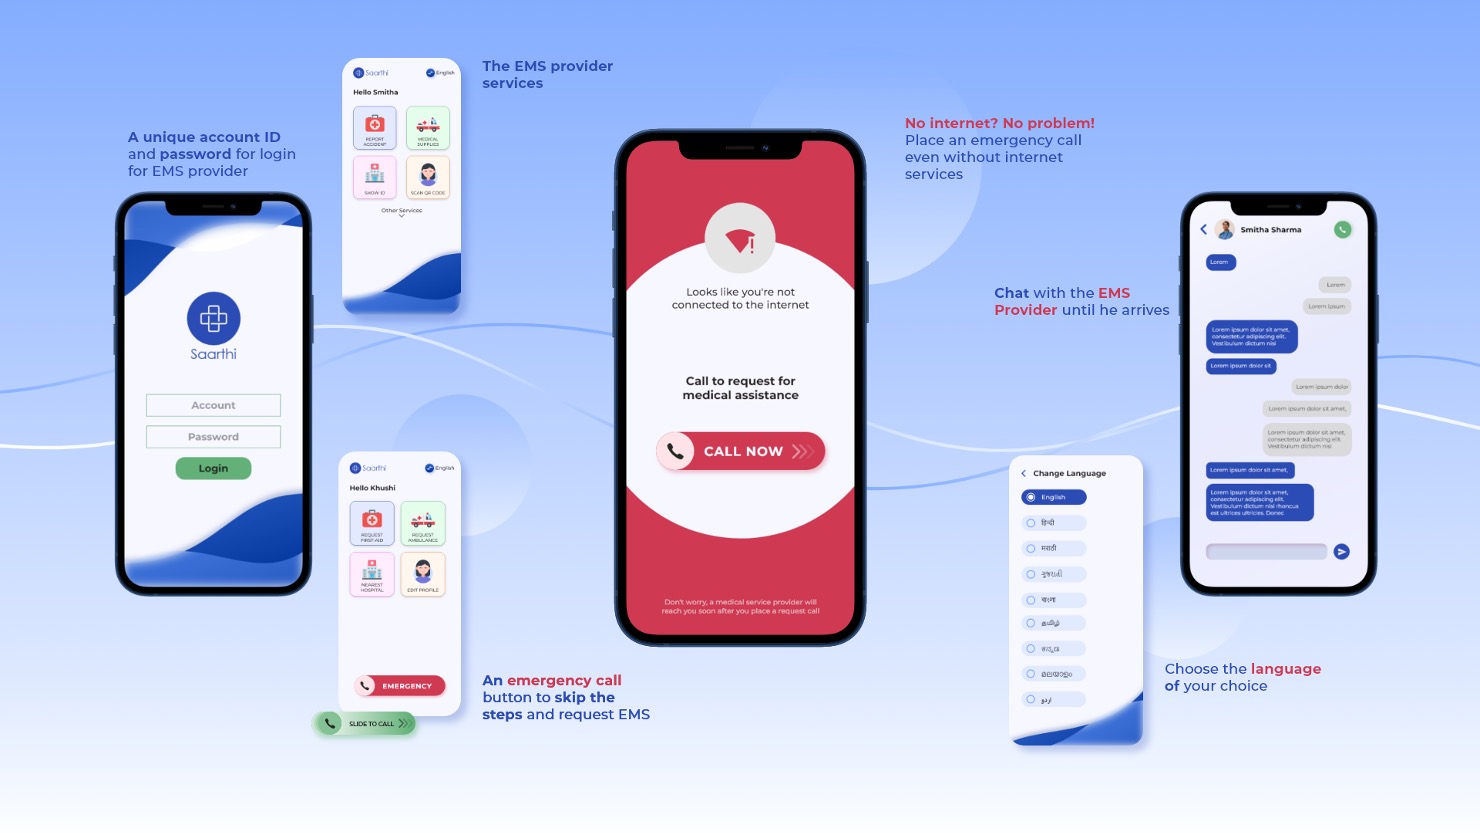 A unique account ID
and password for login
for EMS provider
Saarthi
Account
Password
Login
Saarthi
English
Hello Smitha
REPORT
ACCIDENT
MEDICAL
SUPPLIES
SHOW ID
SCAN QR CODE
Other Services
The EMS provider
services
Saarthi
English
Hello Khushi
REQUEST
FIRST-AID
REQUEST
AMBULANCE
NEAREST
HOSPITAL
EDIT PROFILE
EMERGENCY
SLIDE TO CALL
An emergency call
button to skip the
steps and request EMS
Looks like you're not
connected to the internet
Call to request for
medical assistance
CALL NOW
Don't worry, a medical service provider will
reach you soon after you place a request call
No internet? No problem!
Place an emergency call
even without internet
services
Chat with the EMS
Provider until he arrives
Smitha Sharma
Lorem
Lorem
Lorem ipsum
Lorem ipsum dolor sit amet,
consectetur adipiscing elit.
Vestibulum dictum nisi
Lorem ipsum dolor sit
Lorem ipsum dolor
Lorem ipsum dolor sit amet,
Lorem ipsum dolor sit amet,
consectetur adipiscing elit.
Vestibulum dictum nisi
Lorem ipsum dolor sit amet,
Lorem ipsum dolor sit amet,
consectetur adipiscing elit.
Vestibulum dictum nisi rhoncus
est ultrices ultricies. Donec
Change Language
English
हिन्दी
मराठी
ગુજરાતી
বাংলা
தமிழ்
ಕನ್ನಡ
മലയാളം
اردو
Choose the language
of your choice